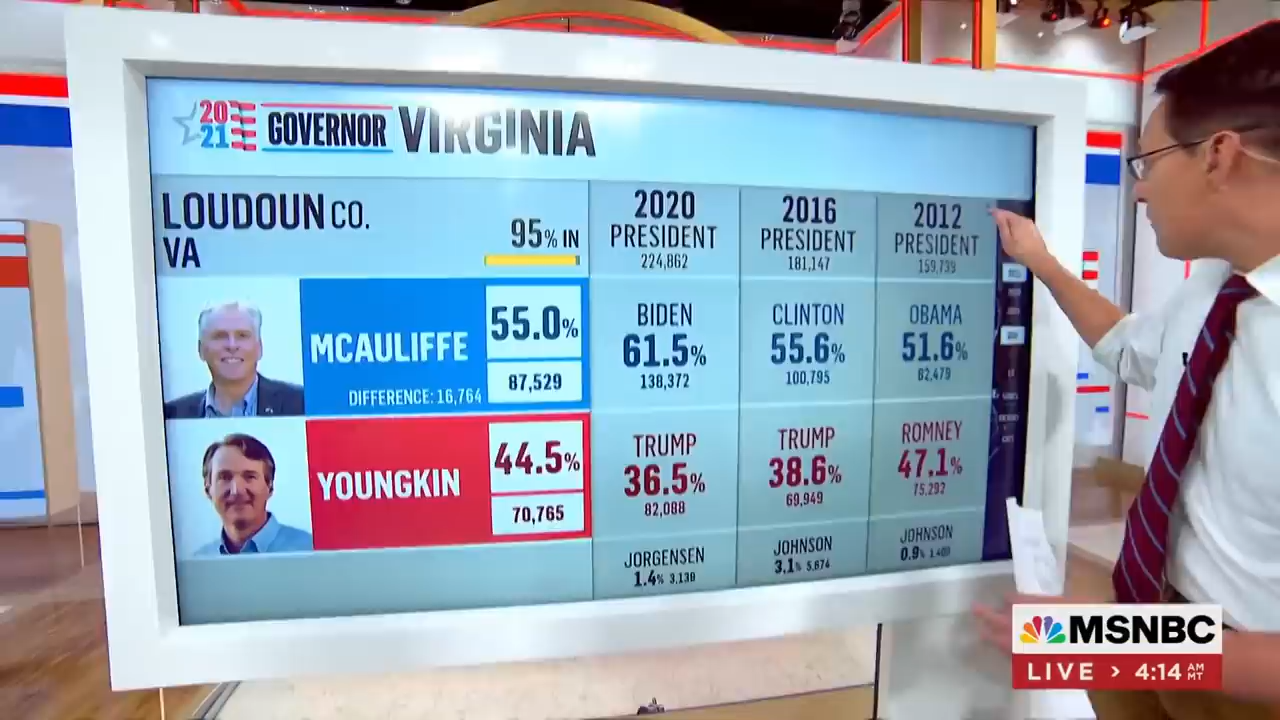 20
21
GOVERNOR VIRGINIA
LOUDOUN CO.
VA
95% IN
MCAULIFFE
55.0%
87,529
DIFFERENCE: 16,764
YOUNGKIN
44.5%
70,765
2020
PRESIDENT
224,862
BIDEN
61.5%
138,372
TRUMP
36.5%
82,088
JORGENSEN
1.4% 3,138
2016
PRESIDENT
181,147
CLINTON
55.6%
100,795
TRUMP
38.6%
69,949
JOHNSON
3.1% 5,674
2012
PRESIDENT
159,739
OBAMA
51.6%
82,479
ROMNEY
47.1%
75,292
JOHNSON
0.9%
MSNBC
LIVE > 4:14 AM MT